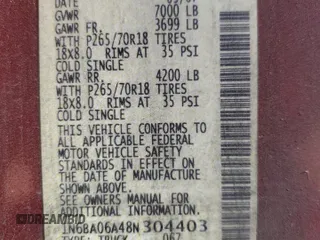 DATE
GVWR 7000 LB
GAWR FR. 3699 LB
WITH P265/70R18 TIRES
18X8.0 RIMS AT 35 PSI
COLD SINGLE
GAWR RR. 4200 LB
WITH P265/70R18 TIRES
18X8.0 RIMS AT 35 PSI
COLD SINGLE
THIS VEHICLE CONFORMS TO
ALL APPLICABLE FEDERAL
MOTOR VEHICLE SAFETY
STANDARDS IN EFFECT ON
THE DATE OF MANUFACTURE
SHOWN ABOVE.
SEE OWNERS MANUAL FOR
ADDITIONAL INFORMATION
1N6BA06A48N304403
TYPE: TRUCK 067
DREAMBID